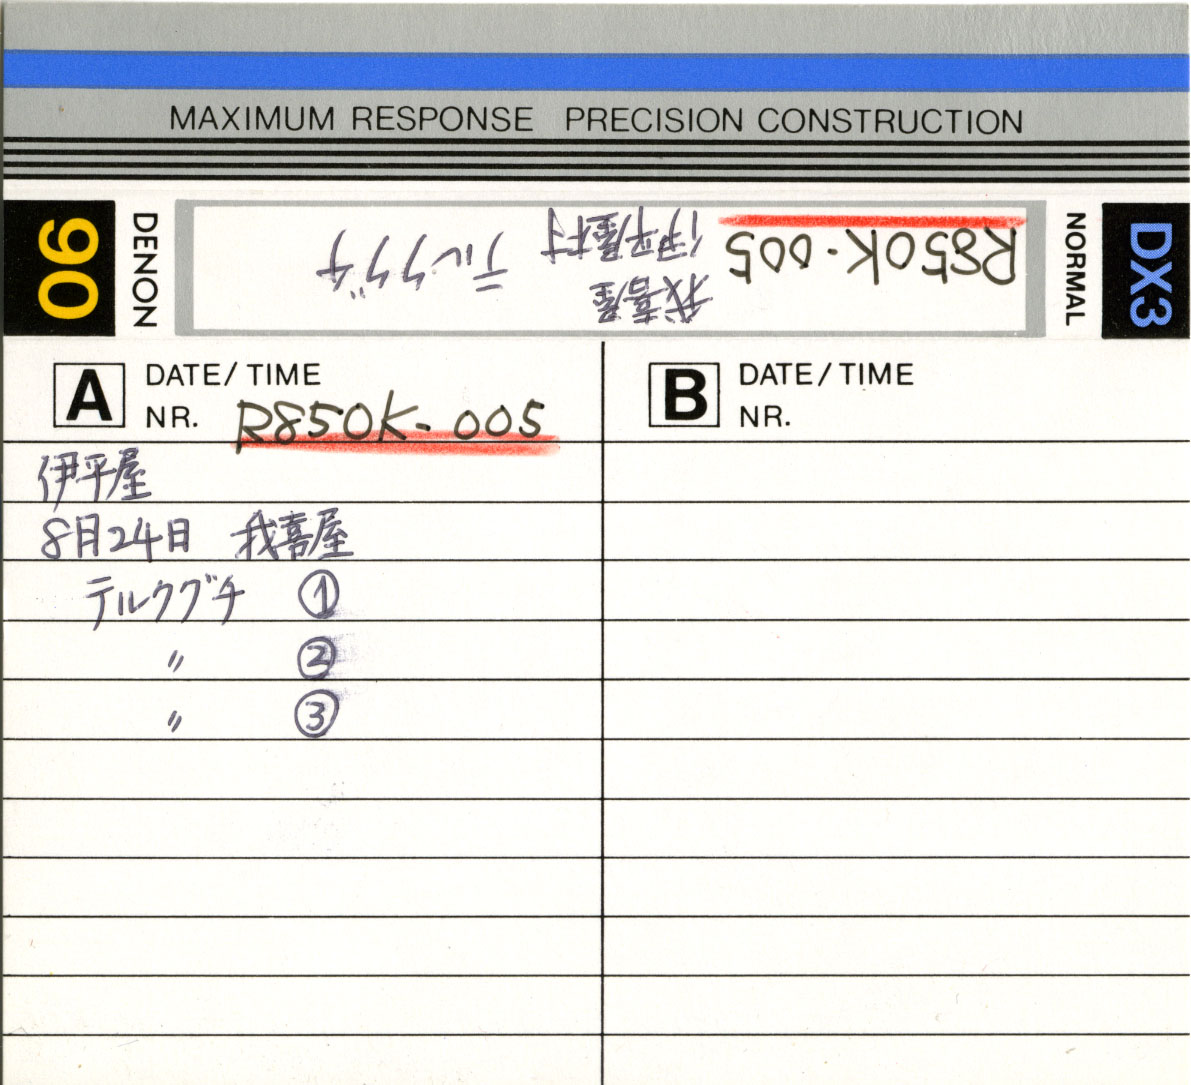 MAXIMUM RESPONSE PRECISION CONSTRUCTION
90
DENON
R850K-005
伊平屋村
我喜屋
テルクグチ
NORMAL
DX3
A DATE/TIME
NR. R850K-005
伊平屋
8月24日 我喜屋
テルクグチ ①
〃 ②
〃 ③
B DATE/TIME
NR.